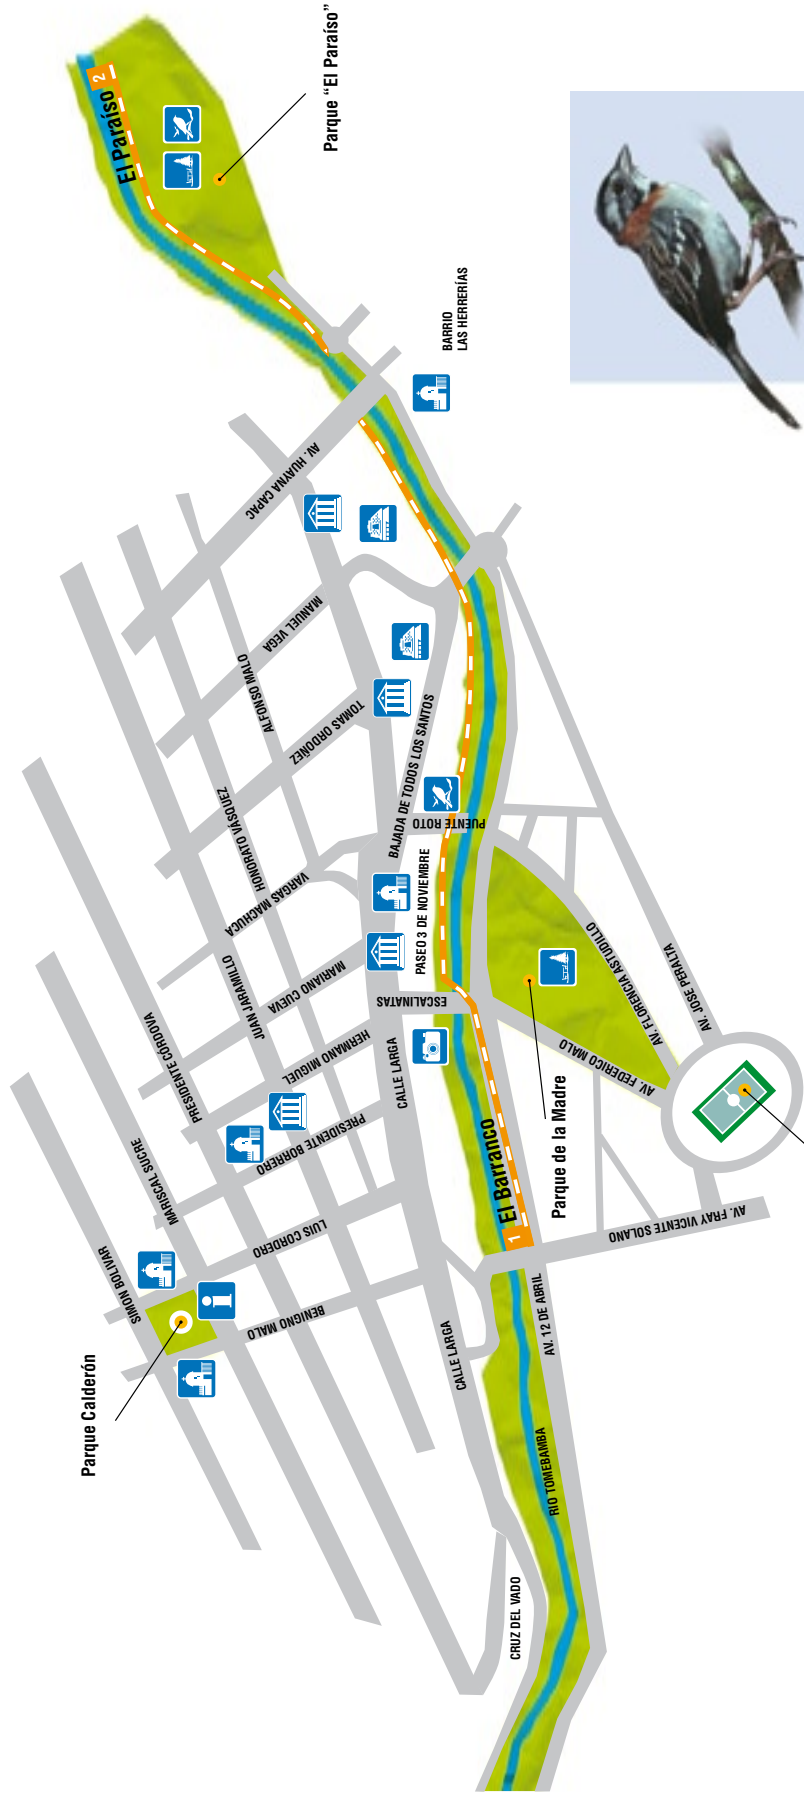 Parque "El Paraíso"
El Paraíso
2
BARRIO
LAS HERRERÍAS
AV. HUAYNA CAPAC
MANUEL VEGA
ALFONSO MALO
TOMAS ORDOÑEZ
HONORATO VASQUEZ
BAJADA DE TODOS LOS SANTOS
PUENTE ROTO
VARGAS MACHUCA
PASEO 3 DE NOVIEMBRE
JUAN JARAMILLO
MARIANO CUEVA
ESCALINATAS
PRESIDENTE CÓRDOVA
HERMANO MIGUEL
CALLE LARGA
PRESIDENTE BORRERO
MARISCAL SUCRE
LUIS CORDERO
SIMON BOLIVAR
BENIGNO MALO
Parque Calderón
El Barranco
1
Parque de la Madre
AV. FLORENCIA ASTUDILLO
AV. JOSE PERALTA
AV. FEDERICO MALO
AV. FRAY VICENTE SOLANO
AV. 12 DE ABRIL
CALLE LARGA
RIO TOMEBAMBA
CRUZ DEL VADO